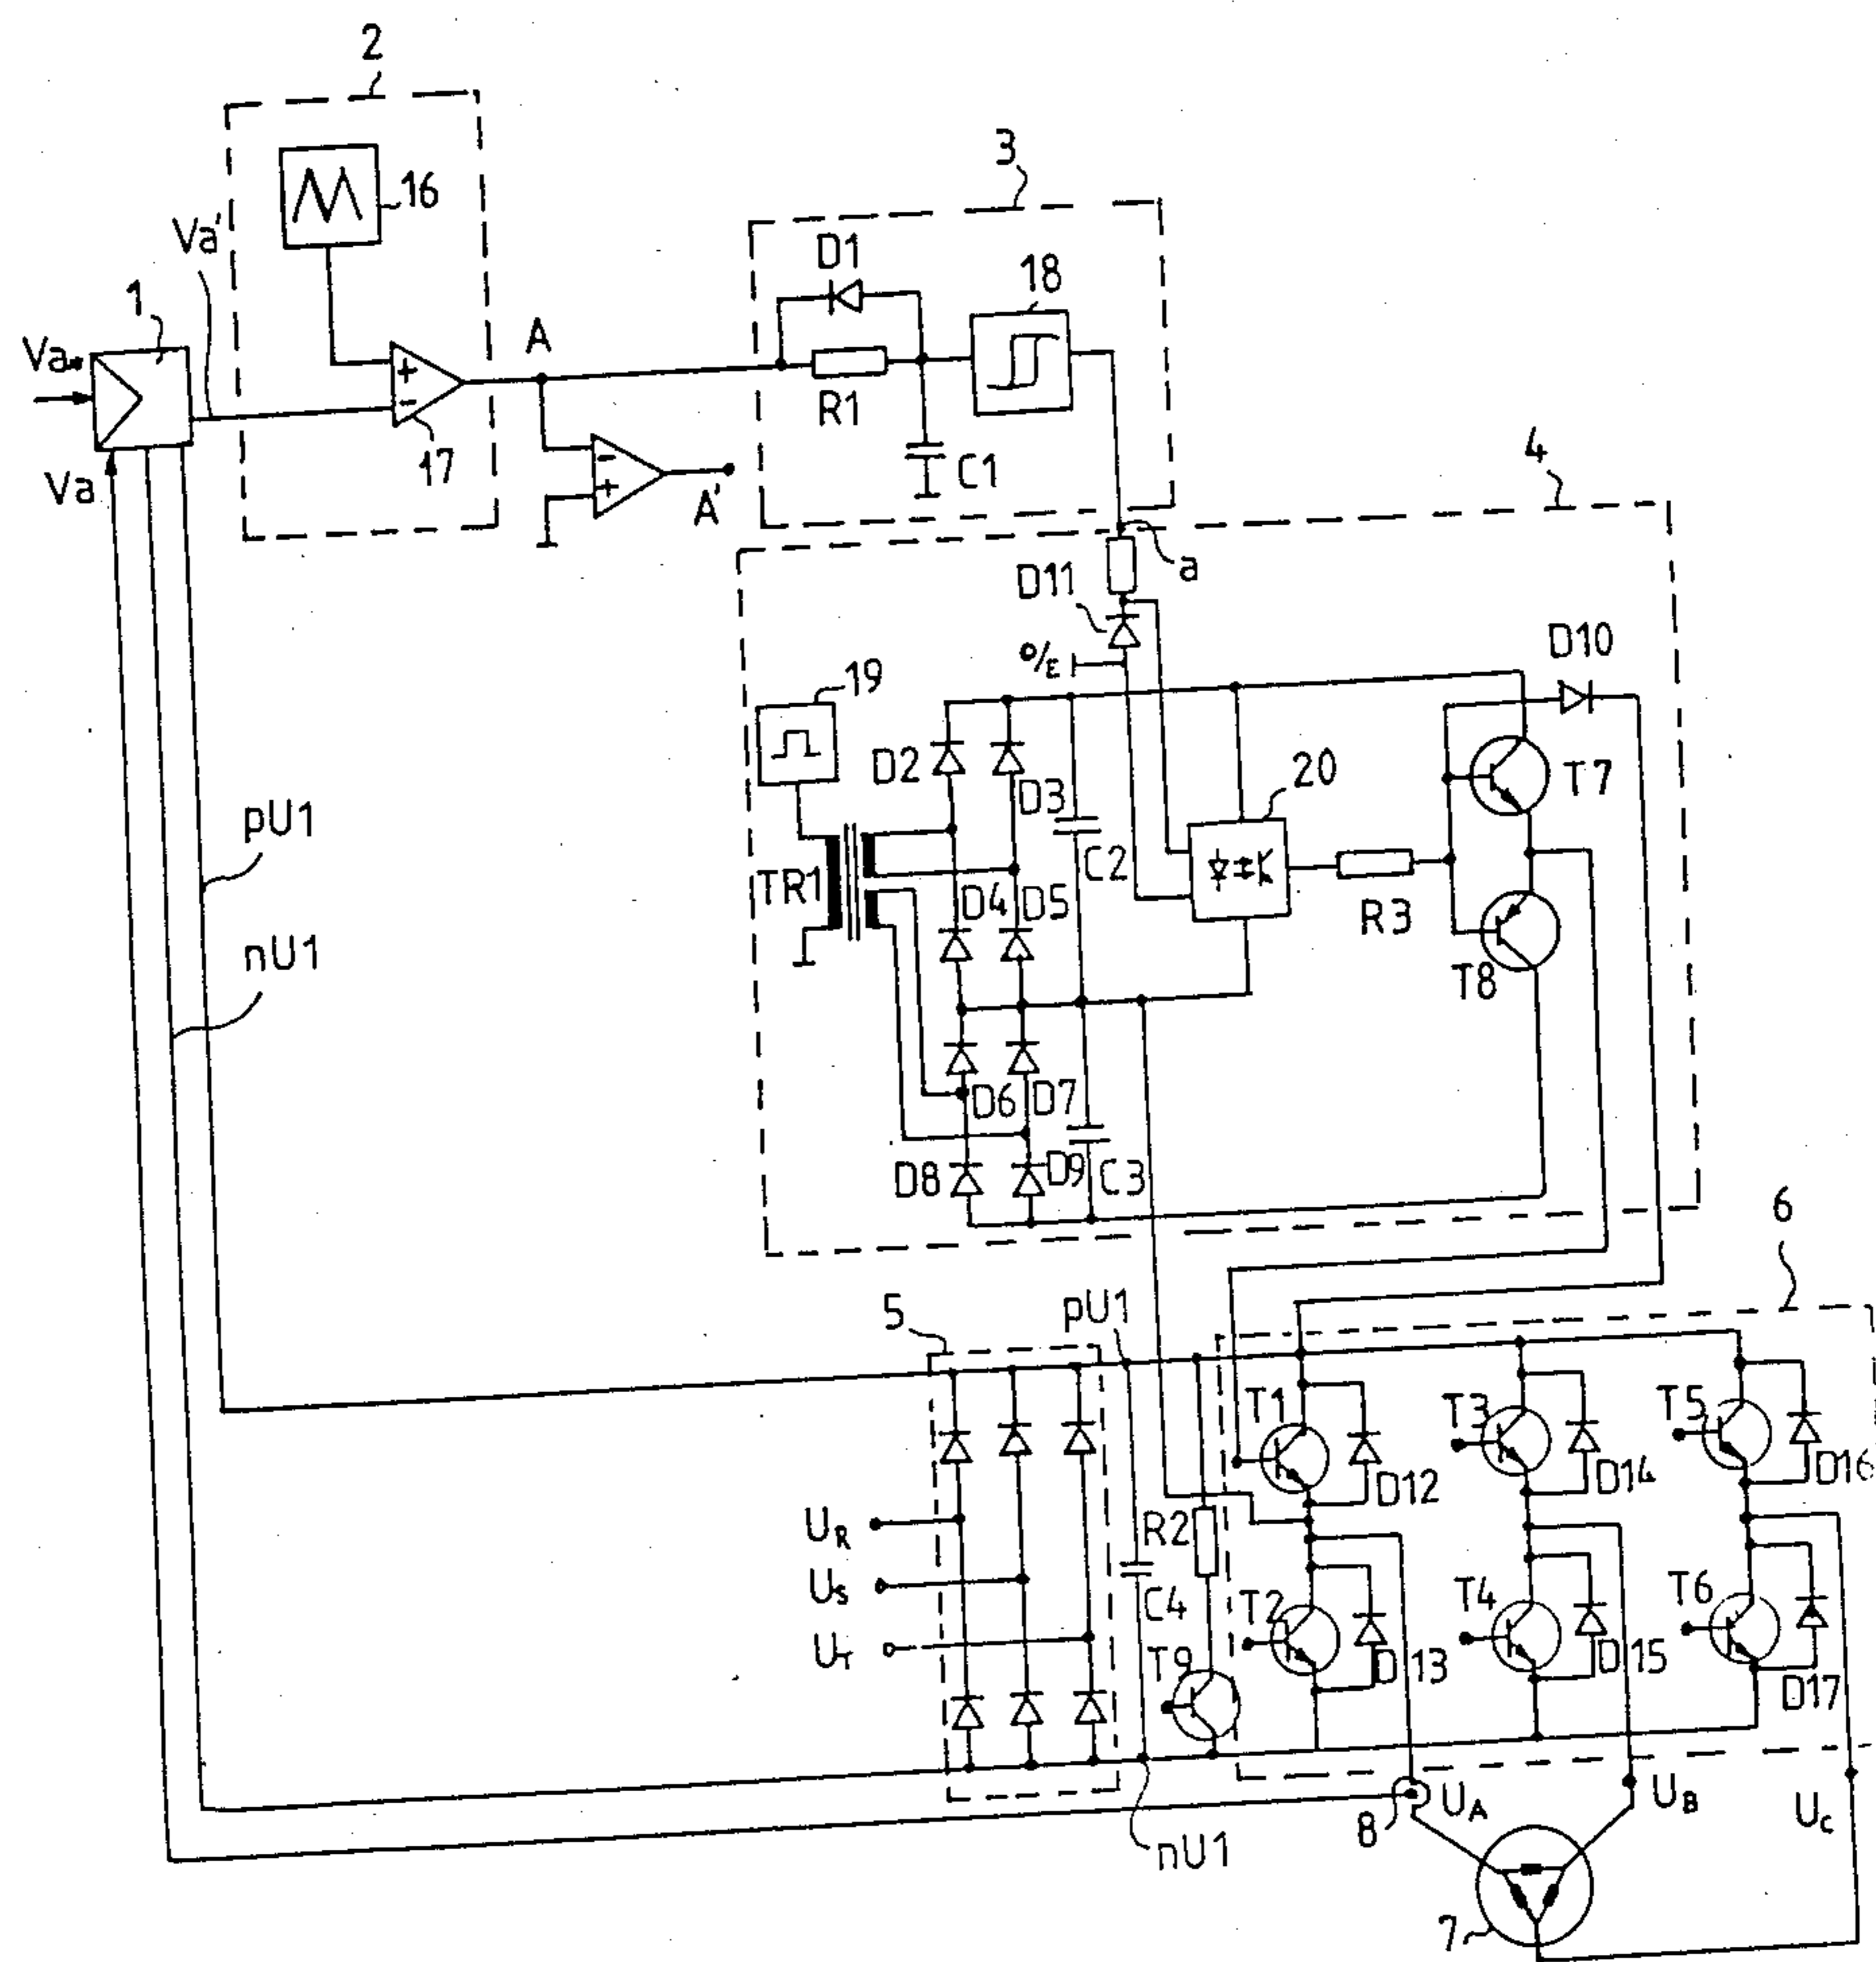 2
3
16
Va'
D1
18
1
A
Va*
R1
17
C1
4
Va
A'
a
D11
D10
0/E
19
D2
20
T7
D3
pU1
C2
TR1
D4
D5
R3
nU1
T8
D6
D7
D8
D9
C3
6
5
pU1
T1
T3
T5
D12
D14
D16
UR
R2
US
C4
T2
T4
T6
UT
T9
D13
D15
D17
8
UA
UB
UC
nU1
7